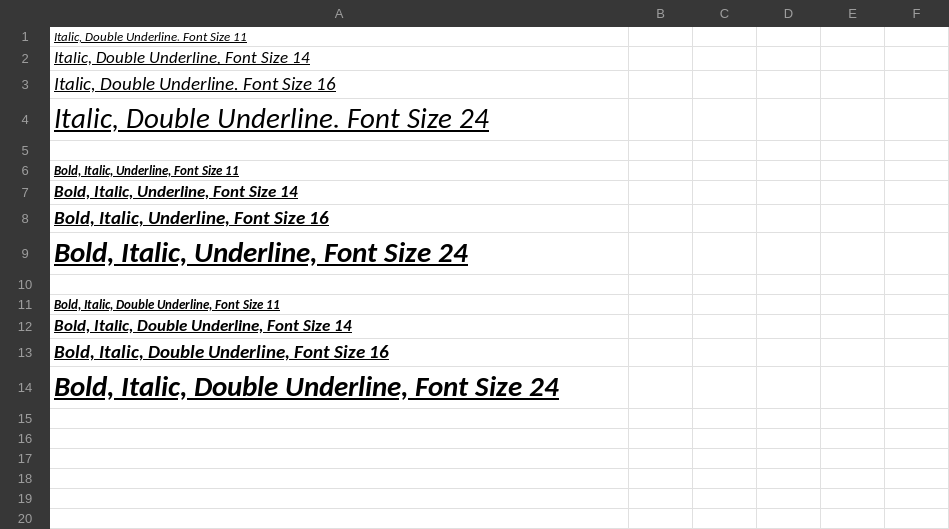 A B C D E F
1 Italic, Double Underline. Font Size 11
2 Italic, Double Underline. Font Size 14
3 Italic, Double Underline. Font Size 16
4 Italic, Double Underline. Font Size 24
5
6 Bold, Italic, Underline, Font Size 11
7 Bold, Italic, Underline, Font Size 14
8 Bold, Italic, Underline, Font Size 16
9 Bold, Italic, Underline, Font Size 24
10
11 Bold, Italic, Double Underline, Font Size 11
12 Bold, Italic, Double Underline, Font Size 14
13 Bold, Italic, Double Underline, Font Size 16
14 Bold, Italic, Double Underline, Font Size 24
15
16
17
18
19
20